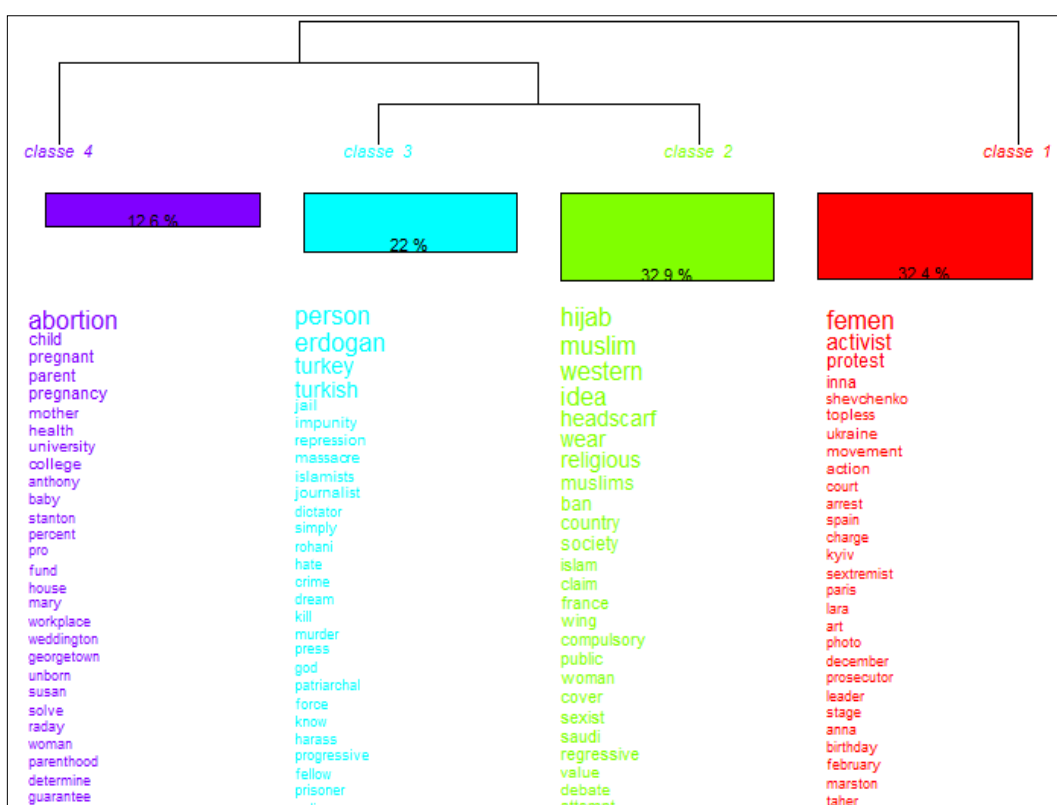 classe 4
classe 3
classe 2
classe 1
12.6 %
22 %
32.9 %
32.4 %
abortion
child
pregnant
parent
pregnancy
mother
health
university
college
anthony
baby
stanton
percent
pro
fund
house
mary
workplace
weddington
georgetown
unborn
susan
solve
raday
woman
parenthood
determine
guarantee
person
erdogan
turkey
turkish
jail
impunity
repression
massacre
islamists
journalist
dictator
simply
rohani
hate
crime
dream
kill
murder
press
god
patriarchal
force
know
harass
progressive
fellow
prisoner
hijab
muslim
western
idea
headscarf
wear
religious
muslims
ban
country
society
islam
claim
france
wing
compulsory
public
woman
cover
sexist
saudi
regressive
value
debate
femen
activist
protest
inna
shevchenko
topless
ukraine
movement
action
court
arrest
spain
charge
kyiv
sextremist
paris
lara
art
photo
december
prosecutor
leader
stage
anna
birthday
february
marston
taher